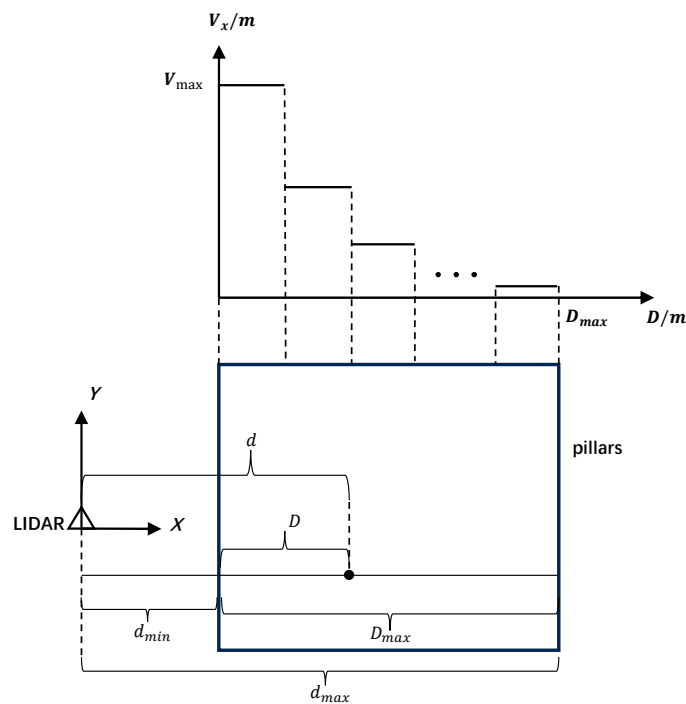 V_x/m
V_max
...
D_max D/m
Y
d
pillars
LIDAR X
D
d_min D_max
d_max